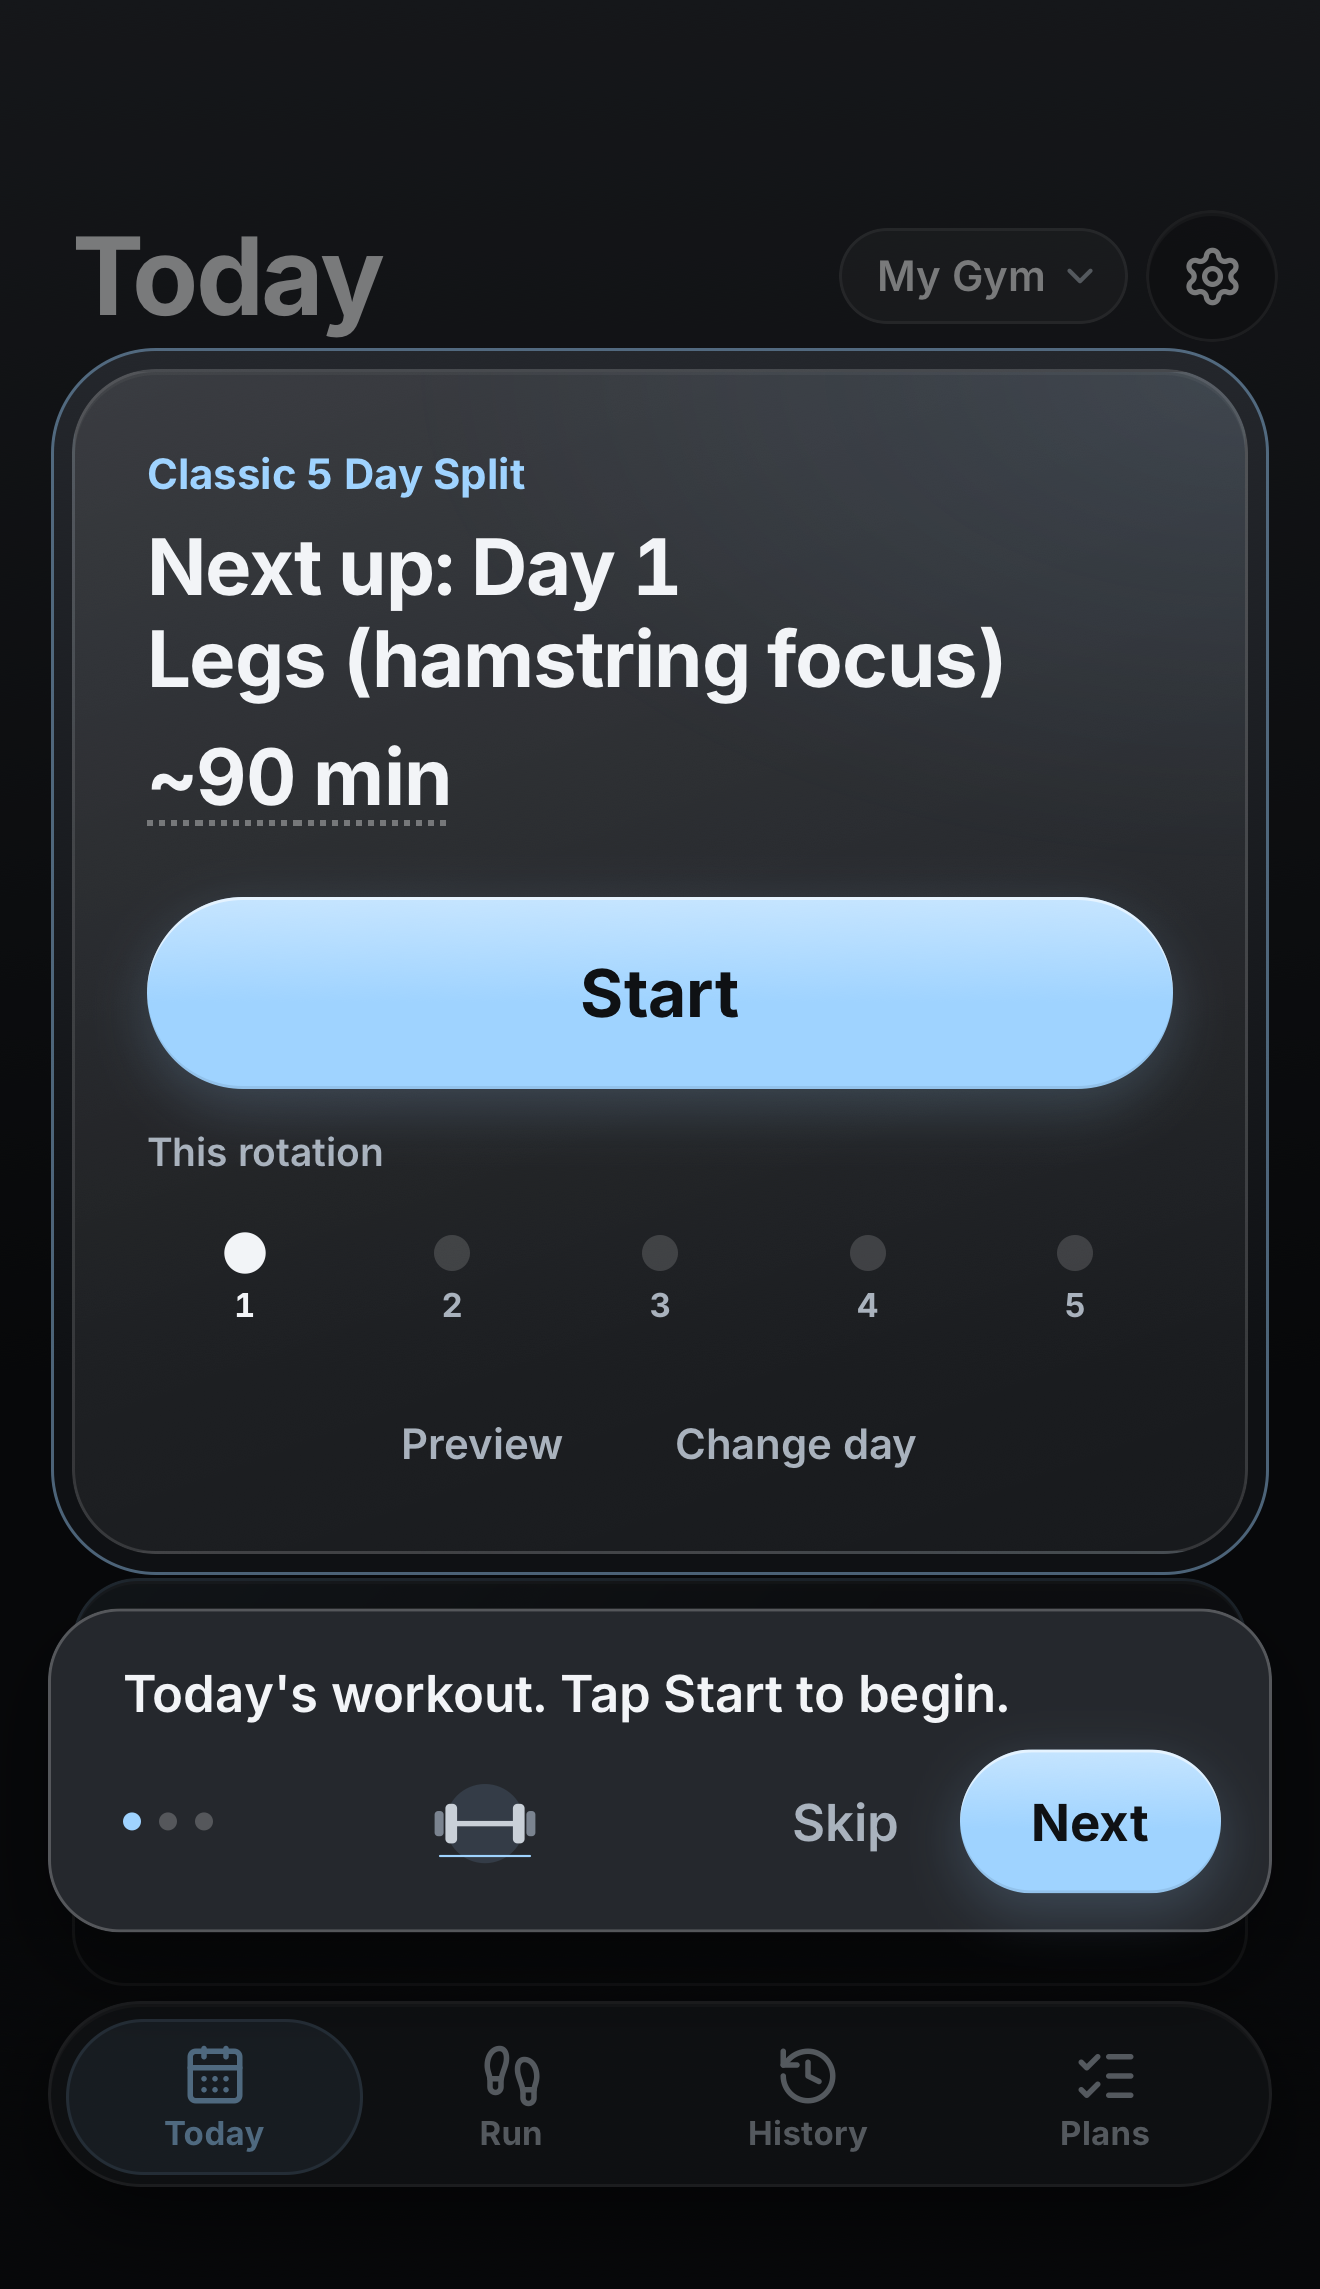 Today
My Gym
Classic 5 Day Split
Next up: Day 1
Legs (hamstring focus)
~90 min
Start
This rotation
1 2 3 4 5
Preview Change day
Today's workout. Tap Start to begin.
Skip Next
Today Run History Plans